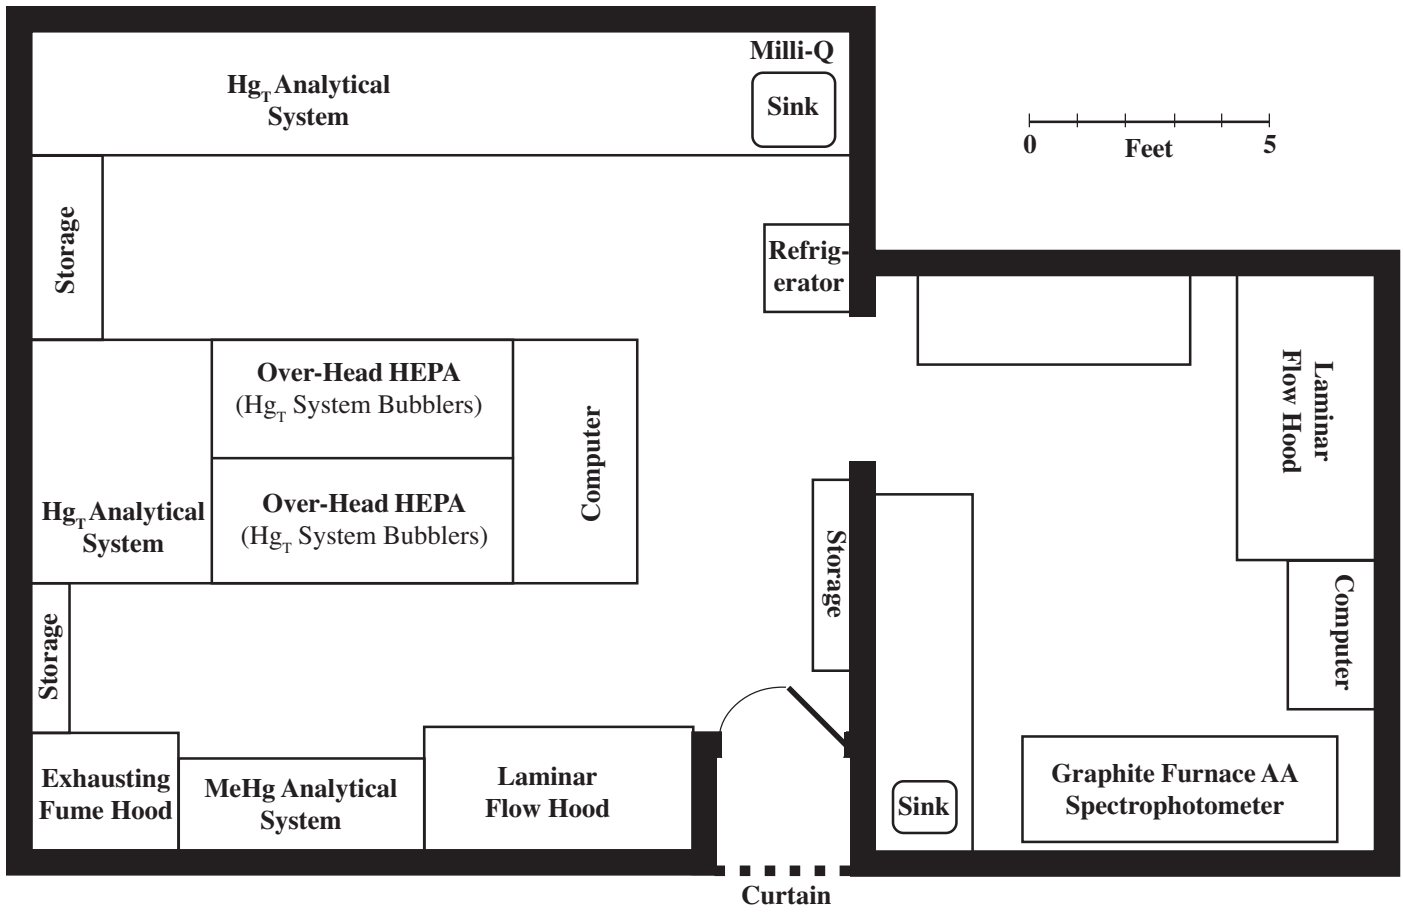 Milli-Q
Hg_T Analytical
System
Sink
0
5
Feet
Storage
Refrig-
erator
Over-Head HEPA
(Hg_T System Bubblers)
Computer
Laminar
Flow Hood
Hg_T Analytical
System
Over-Head HEPA
(Hg_T System Bubblers)
Storage
Computer
Storage
Exhausting
Fume Hood
MeHg Analytical
System
Laminar
Flow Hood
Sink
Graphite Furnace AA
Spectrophotometer
Curtain